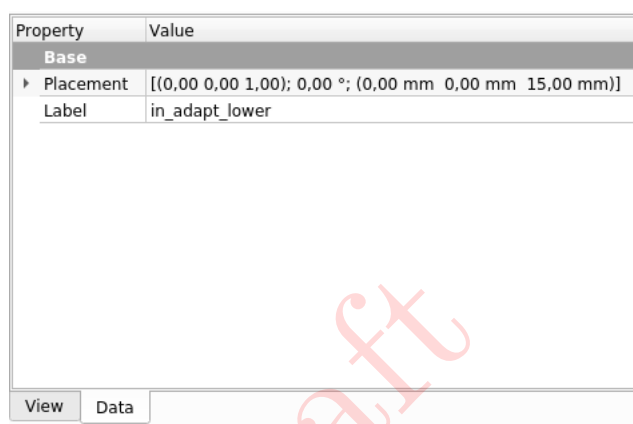 Property Value
Base
Placement [(0,00 0,00 1,00); 0,00 °; (0,00 mm 0,00 mm 15,00 mm)]
Label in_adapt_lower
View Data
aft